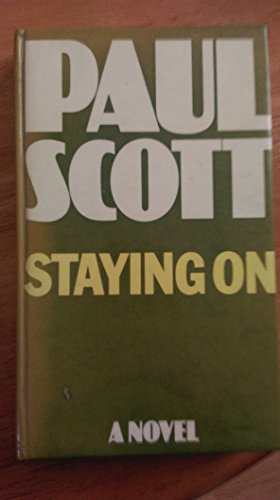 PAUL
SCOTT
STAYING ON
A NOVEL